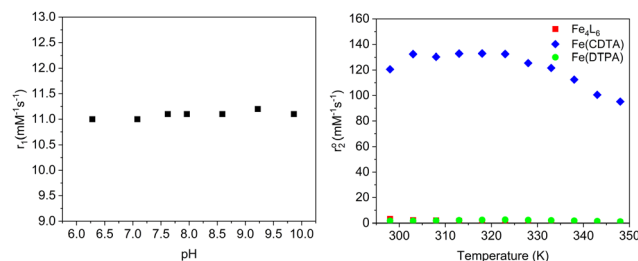 13.0
12.5
12.0
11.5
11.0
10.5
10.0
9.5
9.0
r₁(mM⁻¹s⁻¹)
6.0 6.5 7.0 7.5 8.0 8.5 9.0 9.5 10.0
pH
160
140
120
100
80
60
40
20
0
r₂ᵒ(mM⁻¹s⁻¹)
Fe₄L₆
Fe(CDTA)
Fe(DTPA)
300 310 320 330 340 350
Temperature (K)